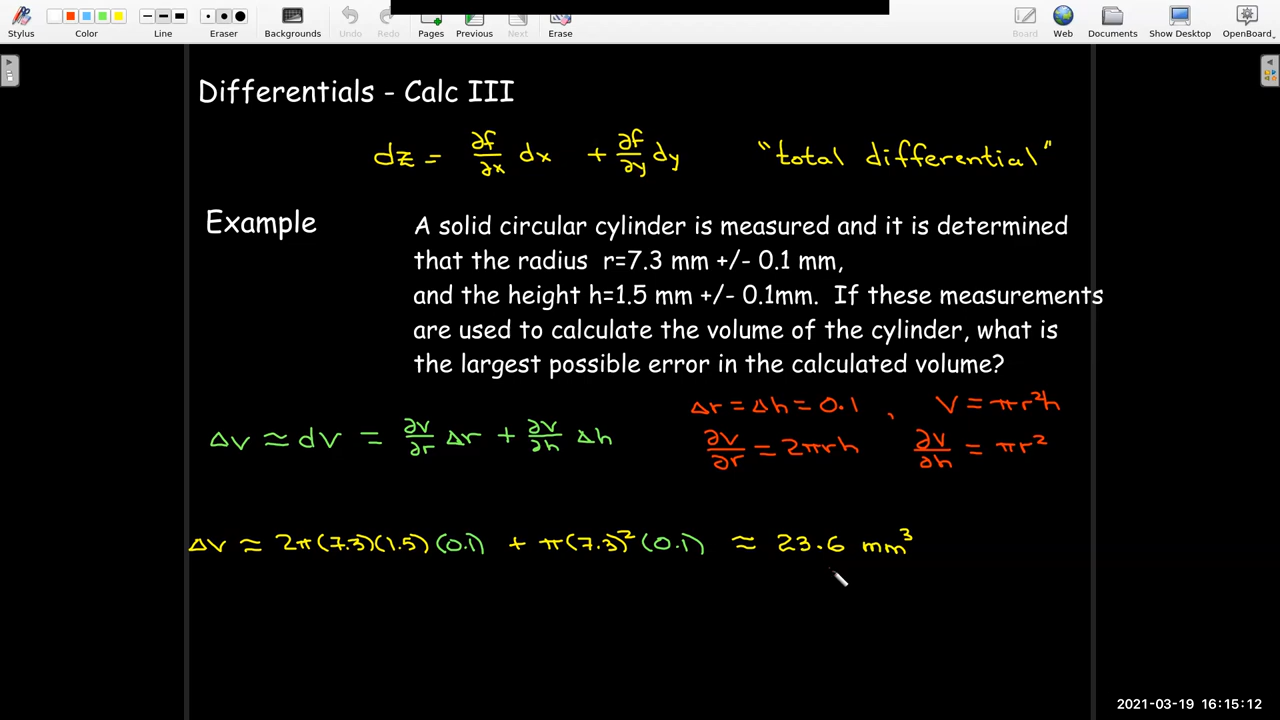 Stylus Color Line Eraser Backgrounds Undo Redo Pages Previous Next Erase Board Web Documents Show Desktop OpenBoard
Differentials - Calc III
dz = ∂f/∂x dx + ∂f/∂y dy "total differential"
Example
A solid circular cylinder is measured and it is determined
that the radius r=7.3 mm +/- 0.1 mm,
and the height h=1.5 mm +/- 0.1mm. If these measurements
are used to calculate the volume of the cylinder, what is
the largest possible error in the calculated volume?
Δr = Δh = 0.1 , V = πr²h
Δv ≈ dv = ∂v/∂r Δr + ∂v/∂h Δh
∂v/∂r = 2πrh ∂v/∂h = πr²
Δv ≈ 2π(7.3)(1.5)(0.1) + π(7.3)²(0.1) ≈ 23.6 mm³
2021-03-19 16:15:12